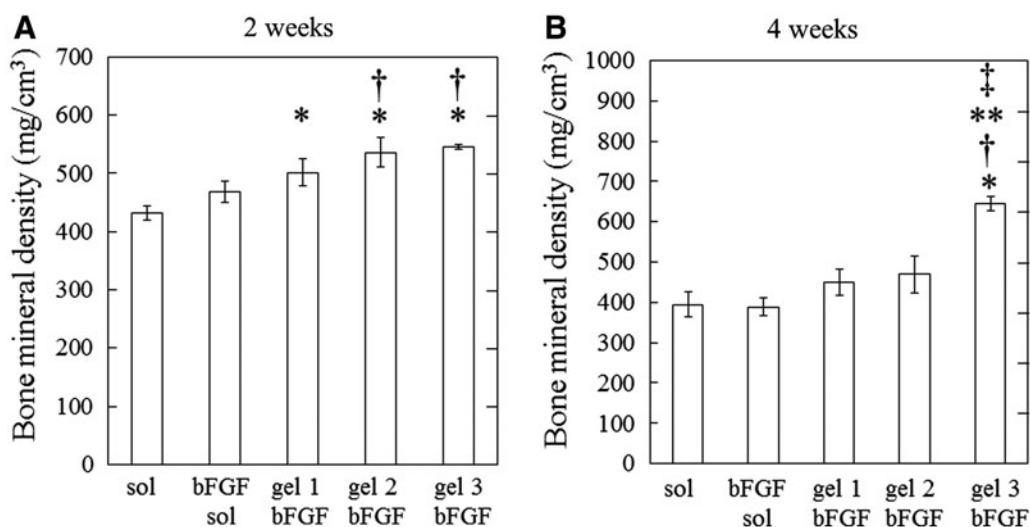 A
2 weeks
Bone mineral density (mg/cm³)
700
600
500
400
300
200
100
0
*
†
*
†
*
sol
bFGF
sol
gel 1
bFGF
gel 2
bFGF
gel 3
bFGF
B
4 weeks
Bone mineral density (mg/cm³)
1000
900
800
700
600
500
400
300
200
100
0
‡
**
†
*
sol
bFGF
sol
gel 1
bFGF
gel 2
bFGF
gel 3
bFGF